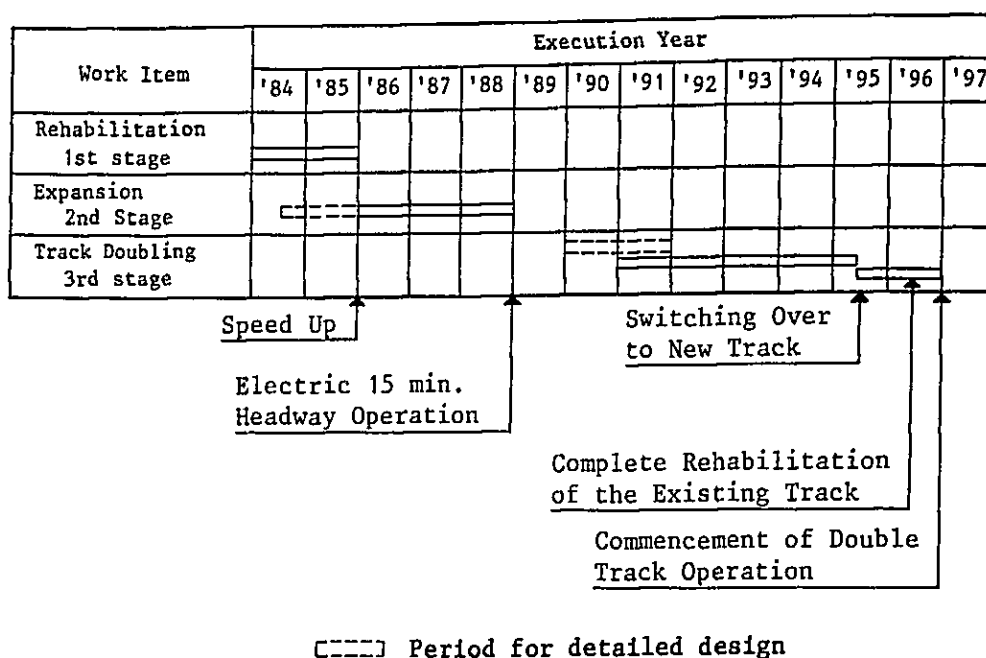 Work Item
Execution Year
'84 '85 '86 '87 '88 '89 '90 '91 '92 '93 '94 '95 '96 '97
Rehabilitation
1st stage
Expansion
2nd Stage
Track Doubling
3rd stage
Speed Up
Electric 15 min.
Headway Operation
Switching Over
to New Track
Complete Rehabilitation
of the Existing Track
Commencement of Double
Track Operation
Period for detailed design